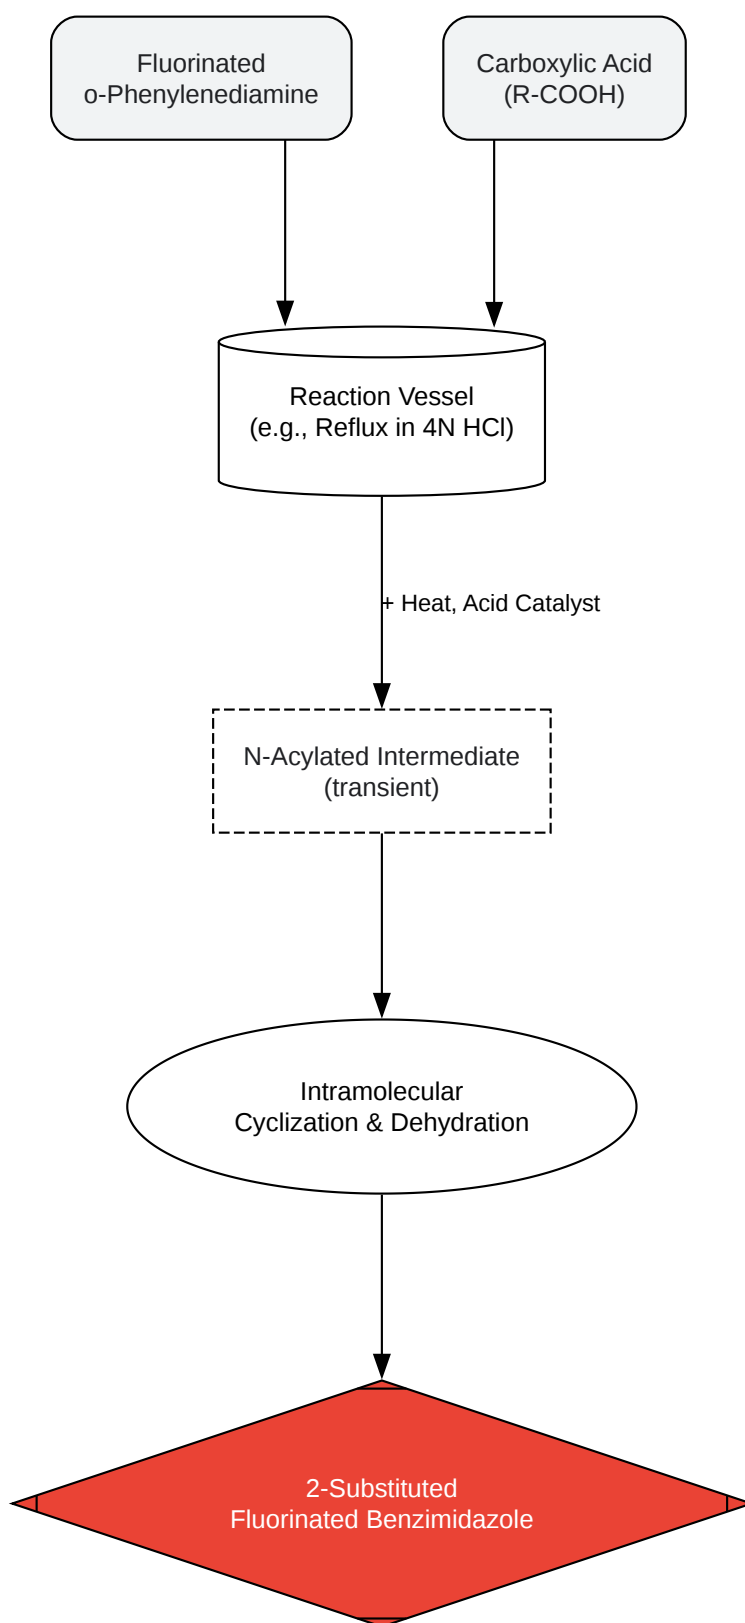 Fluorinated
o-Phenylenediamine
Carboxylic Acid
(R-COOH)
Reaction Vessel
(e.g., Reflux in 4N HCl)
+ Heat, Acid Catalyst
N-Acylated Intermediate
(transient)
Intramolecular
Cyclization & Dehydration
2-Substituted
Fluorinated Benzimidazole